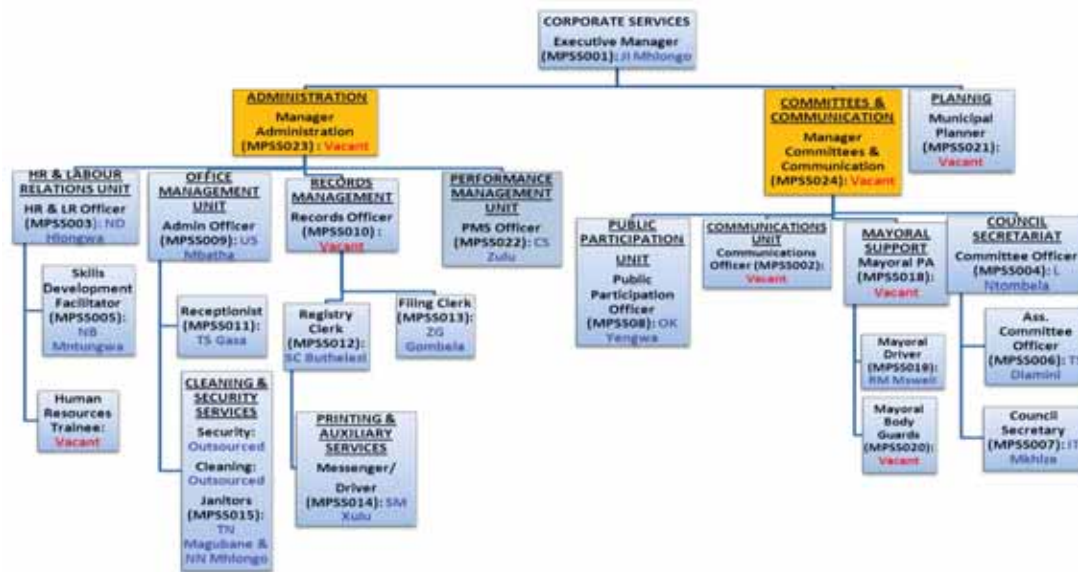 CORPORATE SERVICES
Executive Manager
(MPSS001): JI Mhlongo
ADMINISTRATION
Manager
Administration
(MPSS023) : Vacant
COMMITTEES &
COMMUNICATION
Manager
Committees &
Communication
(MPSS024): Vacant
PLANNIG
Municipal
Planner
(MPSS021):
Vacant
HR & LABOUR
RELATIONS UNIT
HR & LR Officer
(MPSS003): ND
Hlongwa
OFFICE
MANAGEMENT
UNIT
Admin Officer
(MPSS009): US
Mbatha
RECORDS
MANAGEMENT
Records Officer
(MPSS010):
Vacant
PERFORMANCE
MANAGEMENT
UNIT
PMS Officer
(MPSS022): CS
Zulu
PUBLIC
PARTICIPATION
UNIT
Public
Participation
Officer
(MPSS08): OK
Yengwa
COMMUNICATIONS
UNIT
Communications
Officer (MPSS002):
Vacant
MAYORAL
SUPPORT
Mayoral PA
(MPSS018):
Vacant
COUNCIL
SECRETARIAT
Committee Officer
(MPSS004): L
Ntombela
Skills
Development
Facilitator
(MPSS005):
NB
Mntungwa
Receptionist
(MPSS011):
TS Gasa
Registry
Clerk
(MPSS012):
SC Buthelezi
Filing Clerk
(MPSS013):
ZG
Gombela
Mayoral
Driver
(MPSS019):
RM Msweli
Ass.
Committee
Officer
(MPSS006): TS
Dlamini
Human
Resources
Trainee:
Vacant
CLEANING &
SECURITY
SERVICES
Security:
Outsourced
Cleaning:
Outsourced
Janitors
(MPSS015):
TN
Magubane &
NN Mhlongo
PRINTING &
AUXILIARY
SERVICES
Messenger/
Driver
(MPSS014): SM
Xulu
Mayoral
Body
Guards
(MPSS020):
Vacant
Council
Secretary
(MPSS007): IT
Mkhize